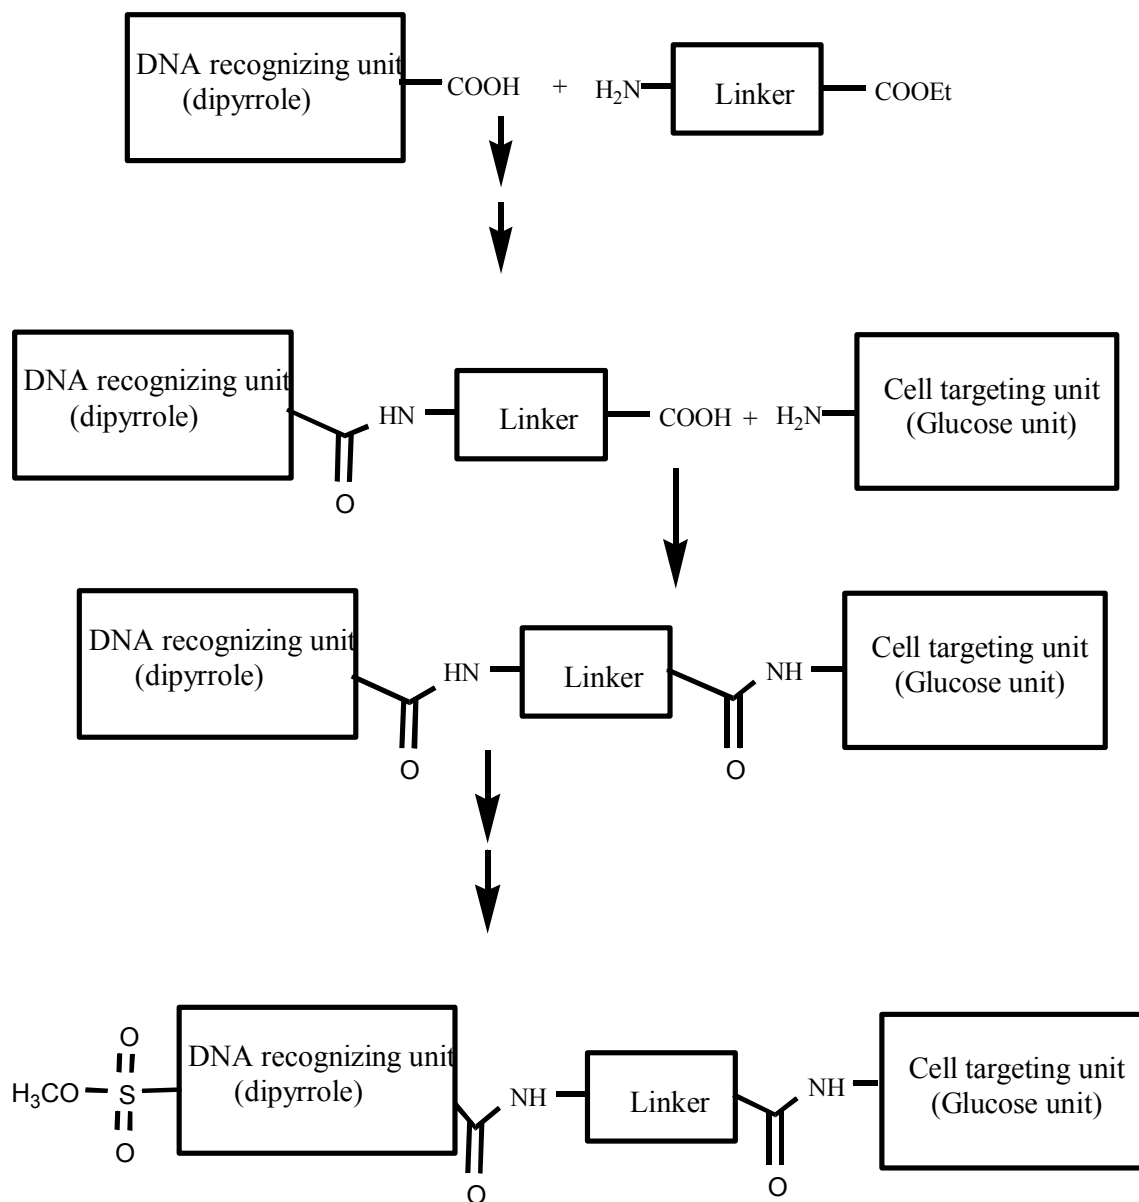 DNA recognizing unit
(dipyrrole)
COOH + H₂N Linker COOEt
DNA recognizing unit
(dipyrrole)
HN Linker COOH + H₂N
O
Cell targeting unit
(Glucose unit)
DNA recognizing unit
(dipyrrole)
HN Linker NH
O O
Cell targeting unit
(Glucose unit)
O
H₃CO S
O
DNA recognizing unit
(dipyrrole)
NH Linker NH
O O
Cell targeting unit
(Glucose unit)